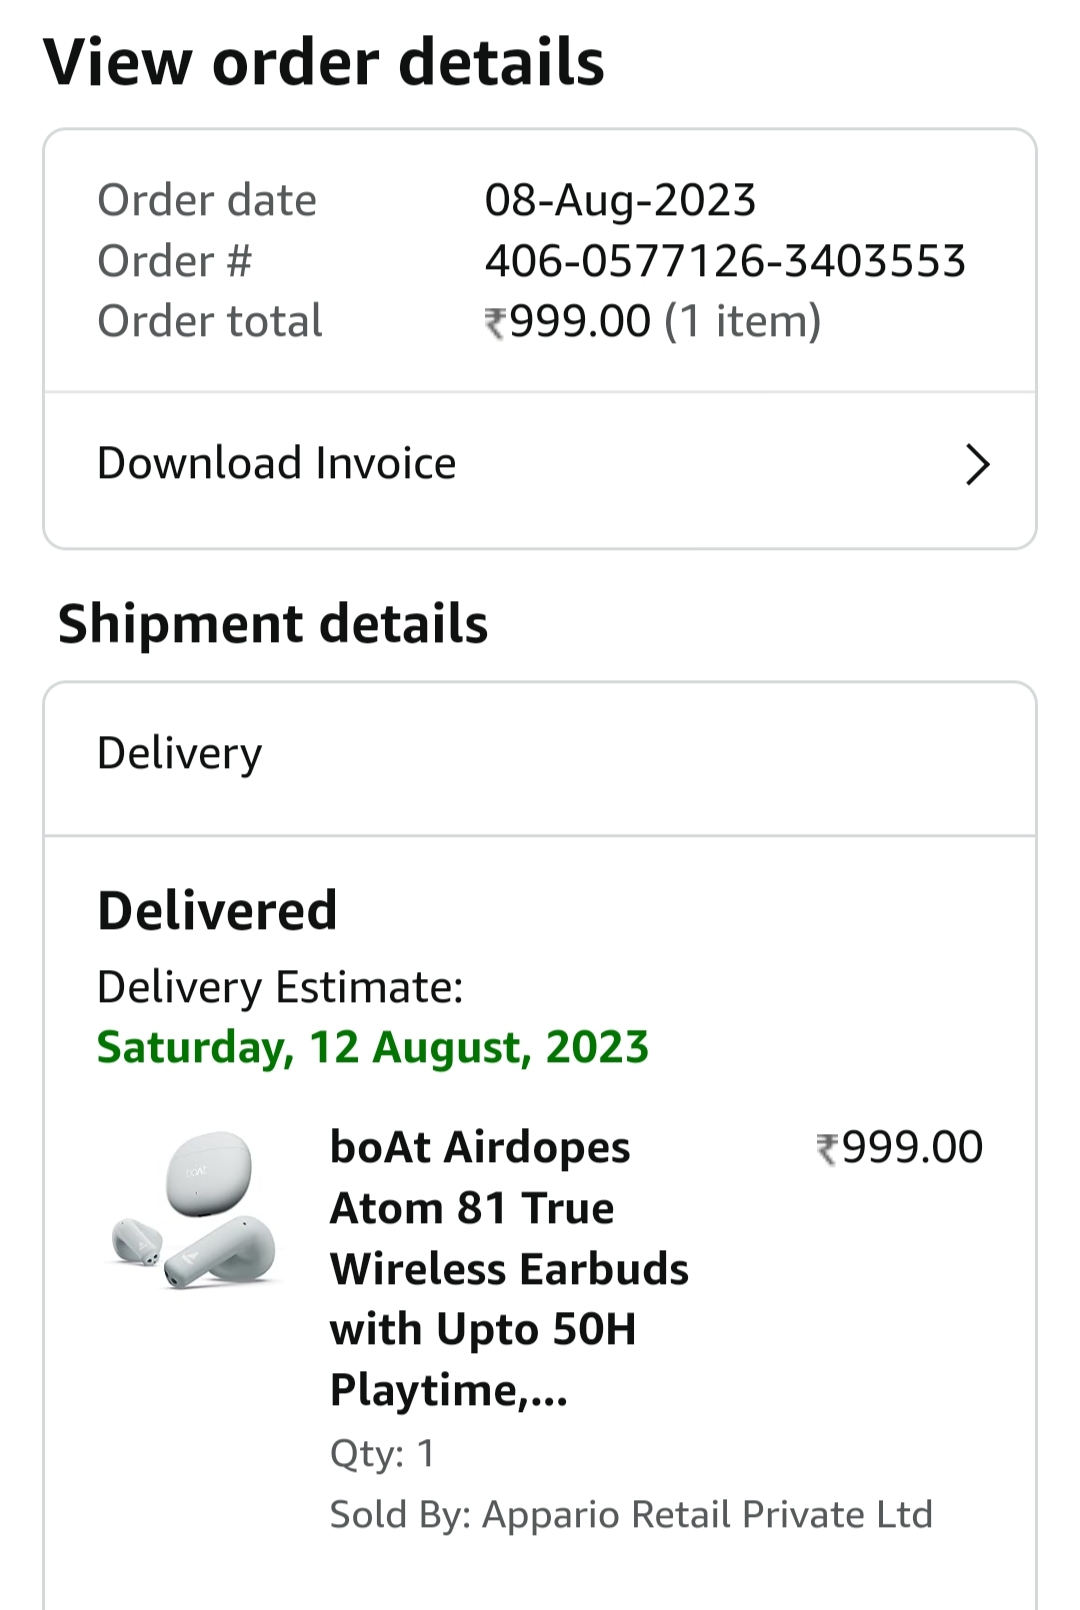 View order details
Order date 08-Aug-2023
Order # 406-0577126-3403553
Order total ₹999.00 (1 item)
Download Invoice
Shipment details
Delivery
Delivered
Delivery Estimate:
Saturday, 12 August, 2023
boAt
boAt Airdopes ₹999.00
Atom 81 True
Wireless Earbuds
with Upto 50H
Playtime,...
Qty: 1
Sold By: Appario Retail Private Ltd